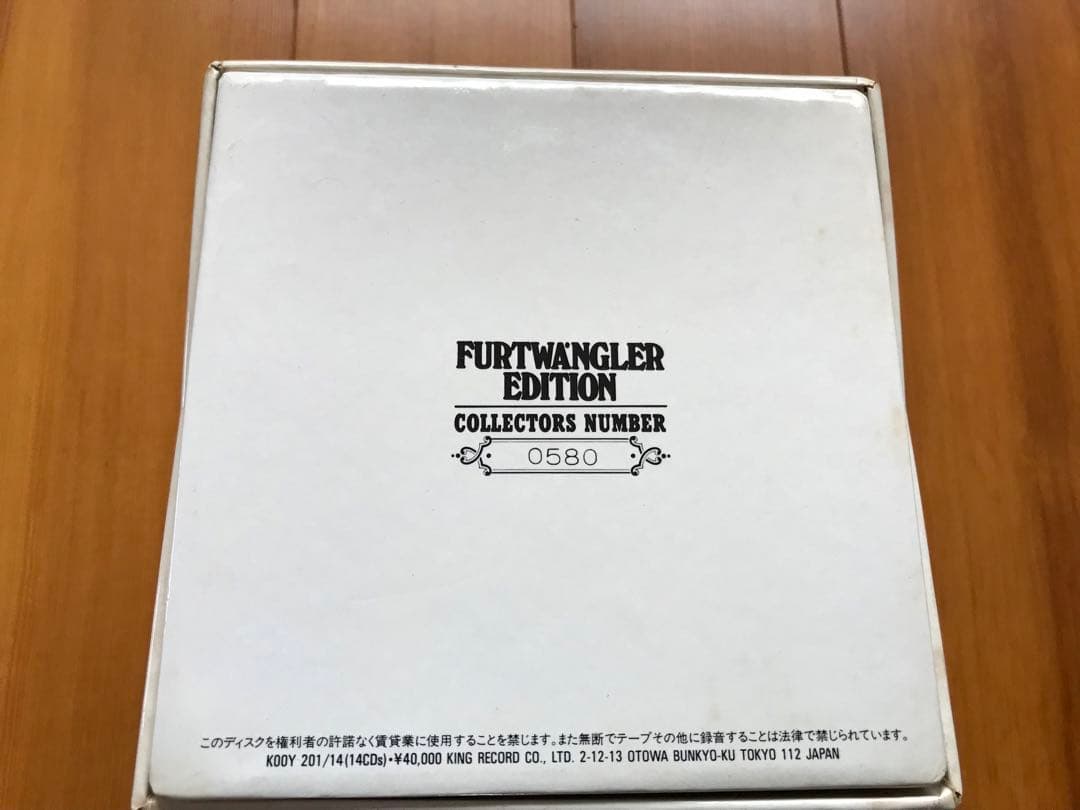 FURTWÄNGLER
EDITION
COLLECTORS NUMBER
0580
このディスクを権利者の許諾なく賃貸業に使用することを禁じます。また無断でテープその他に録音することは法律で禁じられています。
K00Y 201/14(14CDs)・¥40,000 KING RECORD CO., LTD. 2-12-13 OTOWA BUNKYO-KU TOKYO 112 JAPAN